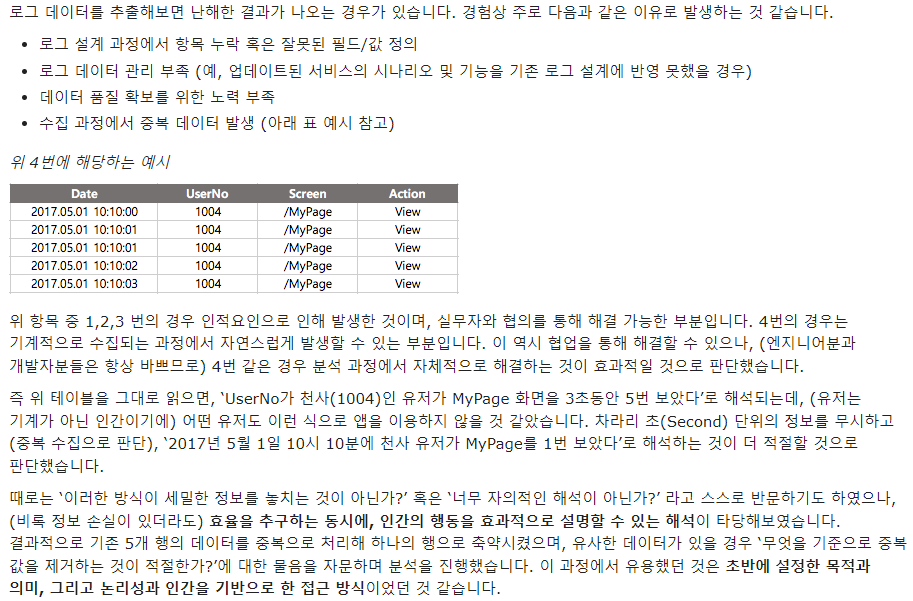 로그 데이터를 추출해보면 난해한 결과가 나오는 경우가 있습니다. 경험상 주로 다음과 같은 이유로 발생하는 것 같습니다.
• 로그 설계 과정에서 항목 누락 혹은 잘못된 필드/값 정의
• 로그 데이터 관리 부족 (예, 업데이트된 서비스의 시나리오 및 기능을 기존 로그 설계에 반영 못했을 경우)
• 데이터 품질 확보를 위한 노력 부족
• 수집 과정에서 중복 데이터 발생 (아래 표 예시 참고)
위 4번에 해당하는 예시
Date UserNo Screen Action
2017.05.01 10:10:00 1004 /MyPage View
2017.05.01 10:10:01 1004 /MyPage View
2017.05.01 10:10:01 1004 /MyPage View
2017.05.01 10:10:02 1004 /MyPage View
2017.05.01 10:10:03 1004 /MyPage View
위 항목 중 1,2,3 번의 경우 인적요인으로 인해 발생한 것이며, 실무자와 협의를 통해 해결 가능한 부분입니다. 4번의 경우는
기계적으로 수집되는 과정에서 자연스럽게 발생할 수 있는 부분입니다. 이 역시 협업을 통해 해결할 수 있으나, (엔지니어분과
개발자분들은 항상 바쁘므로) 4번 같은 경우 분석 과정에서 자체적으로 해결하는 것이 효과적일 것으로 판단했습니다.
즉 위 테이블을 그대로 읽으면, ‘UserNo가 천사(1004)인 유저가 MyPage 화면을 3초동안 5번 보았다’로 해석되는데, (유저는
기계가 아닌 인간이기에) 어떤 유저도 이런 식으로 앱을 이용하지 않을 것 같았습니다. 차라리 초(Second) 단위의 정보를 무시하고
(중복 수집으로 판단), ‘2017년 5월 1일 10시 10분에 천사 유저가 MyPage를 1번 보았다’로 해석하는 것이 더 적절할 것으로
판단했습니다.
때로는 ‘이러한 방식이 세밀한 정보를 놓치는 것이 아닌가?’ 혹은 ‘너무 자의적인 해석이 아닌가?’ 라고 스스로 반문하기도 하였으나,
(비록 정보 손실이 있더라도) 효율을 추구하는 동시에, 인간의 행동을 효과적으로 설명할 수 있는 해석이 타당해보였습니다.
결과적으로 기존 5개 행의 데이터를 중복으로 처리해 하나의 행으로 축약시켰으며, 유사한 데이터가 있을 경우 ‘무엇을 기준으로 중복
값을 제거하는 것이 적절한가?’에 대한 물음을 자문하며 분석을 진행했습니다. 이 과정에서 유용했던 것은 초반에 설정한 목적과
의미, 그리고 논리성과 인간을 기반으로 한 접근 방식이었던 것 같습니다.